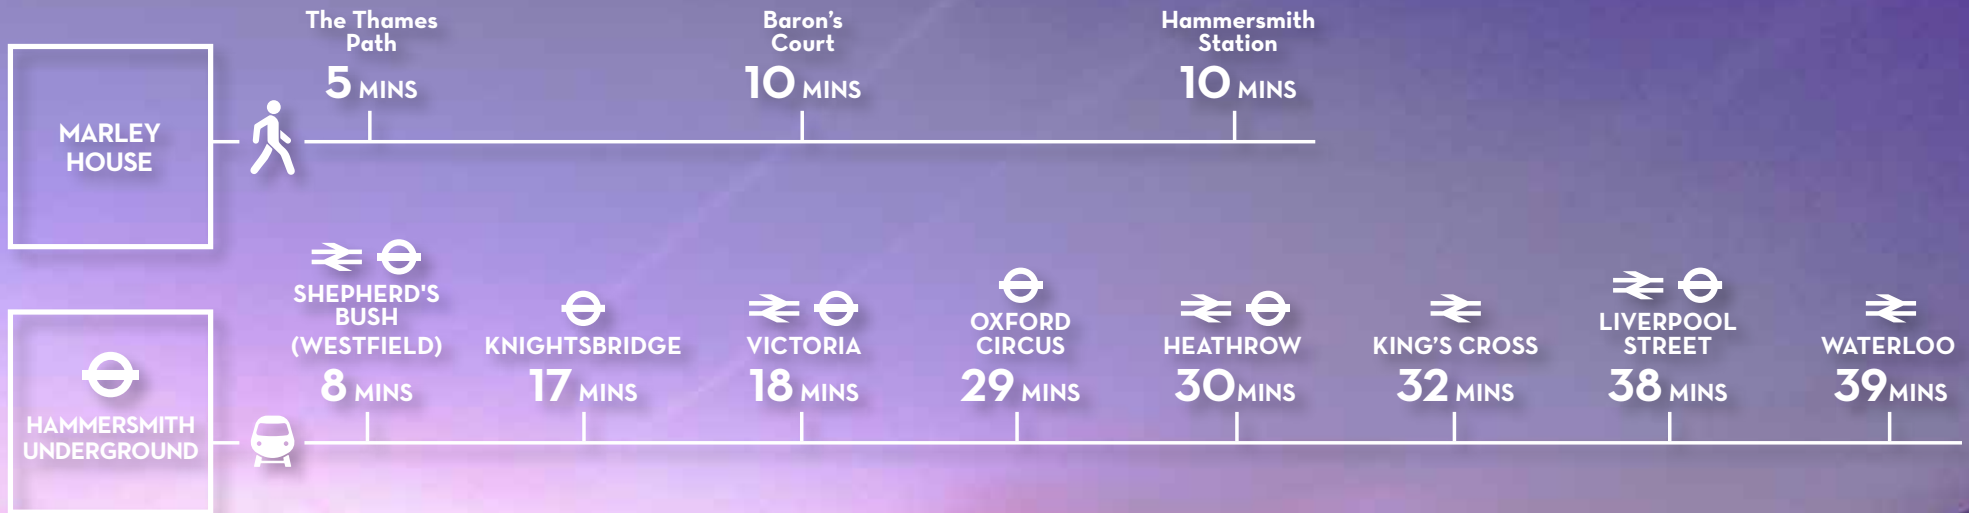 MARLEY
HOUSE
The Thames
Path
5 MINS
Baron’s
Court
10 MINS
Hammersmith
Station
10 MINS
HAMMERSMITH
UNDERGROUND
SHEPHERD'S
BUSH
(WESTFIELD)
8 MINS
KNIGHTSBRIDGE
17 MINS
VICTORIA
18 MINS
OXFORD
CIRCUS
29 MINS
HEATHROW
30MINS
KING’S CROSS
32 MINS
LIVERPOOL
STREET
38 MINS
WATERLOO
39MINS